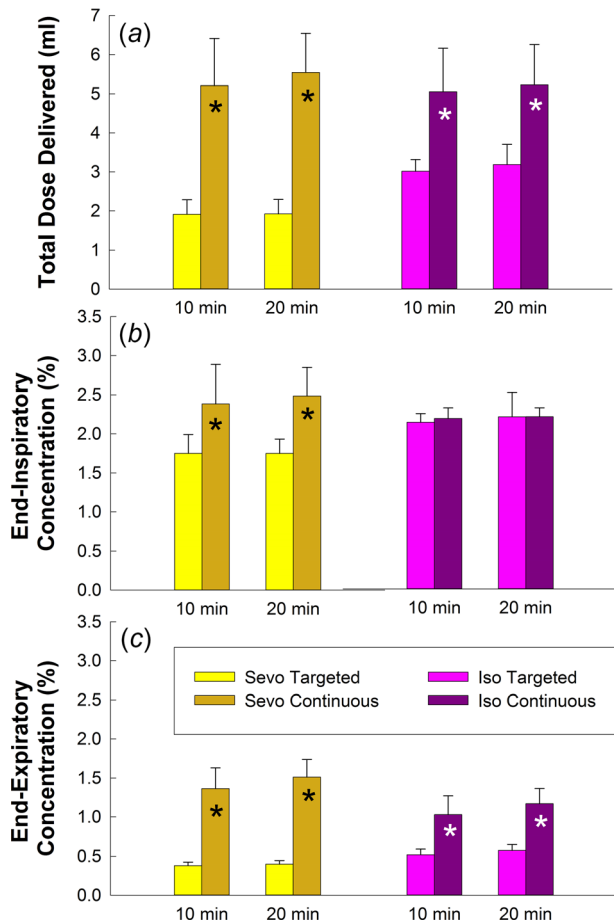 (a)
Total Dose Delivered (ml)
7
6
5
4
3
2
1
0
* * * *
10 min 20 min 10 min 20 min
(b)
End-Inspiratory
Concentration (%)
3.5
3.0
2.5
2.0
1.5
1.0
0.5
0.0
* *
10 min 20 min 10 min 20 min
(c)
End-Expiratory
Concentration (%)
3.5
3.0
2.5
2.0
1.5
1.0
0.5
0.0
Sevo Targeted Iso Targeted
Sevo Continuous Iso Continuous
* * * *
10 min 20 min 10 min 20 min